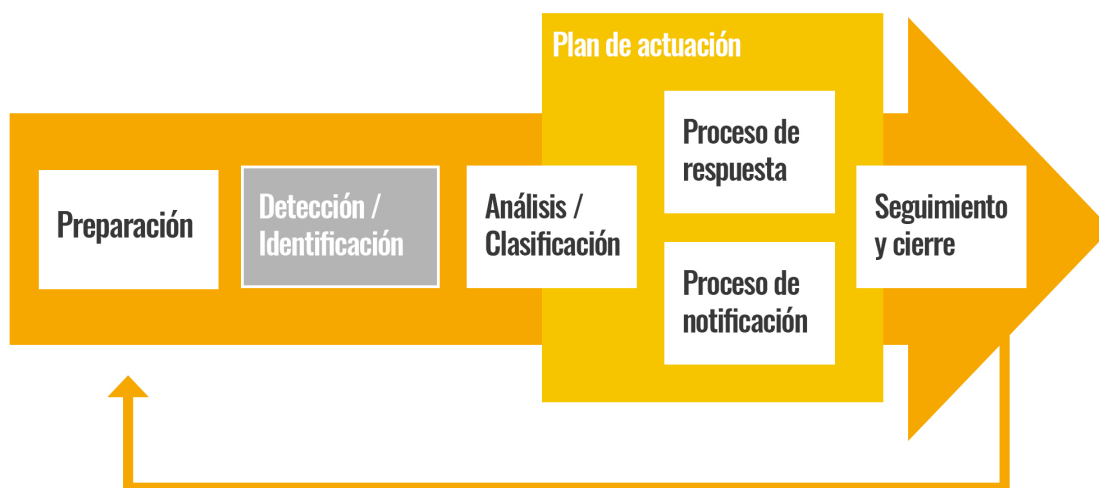 Plan de actuación
Preparación
Detección /
Identificación
Análisis /
Clasificación
Proceso de
respuesta
Proceso de
notificación
Seguimiento
y cierre